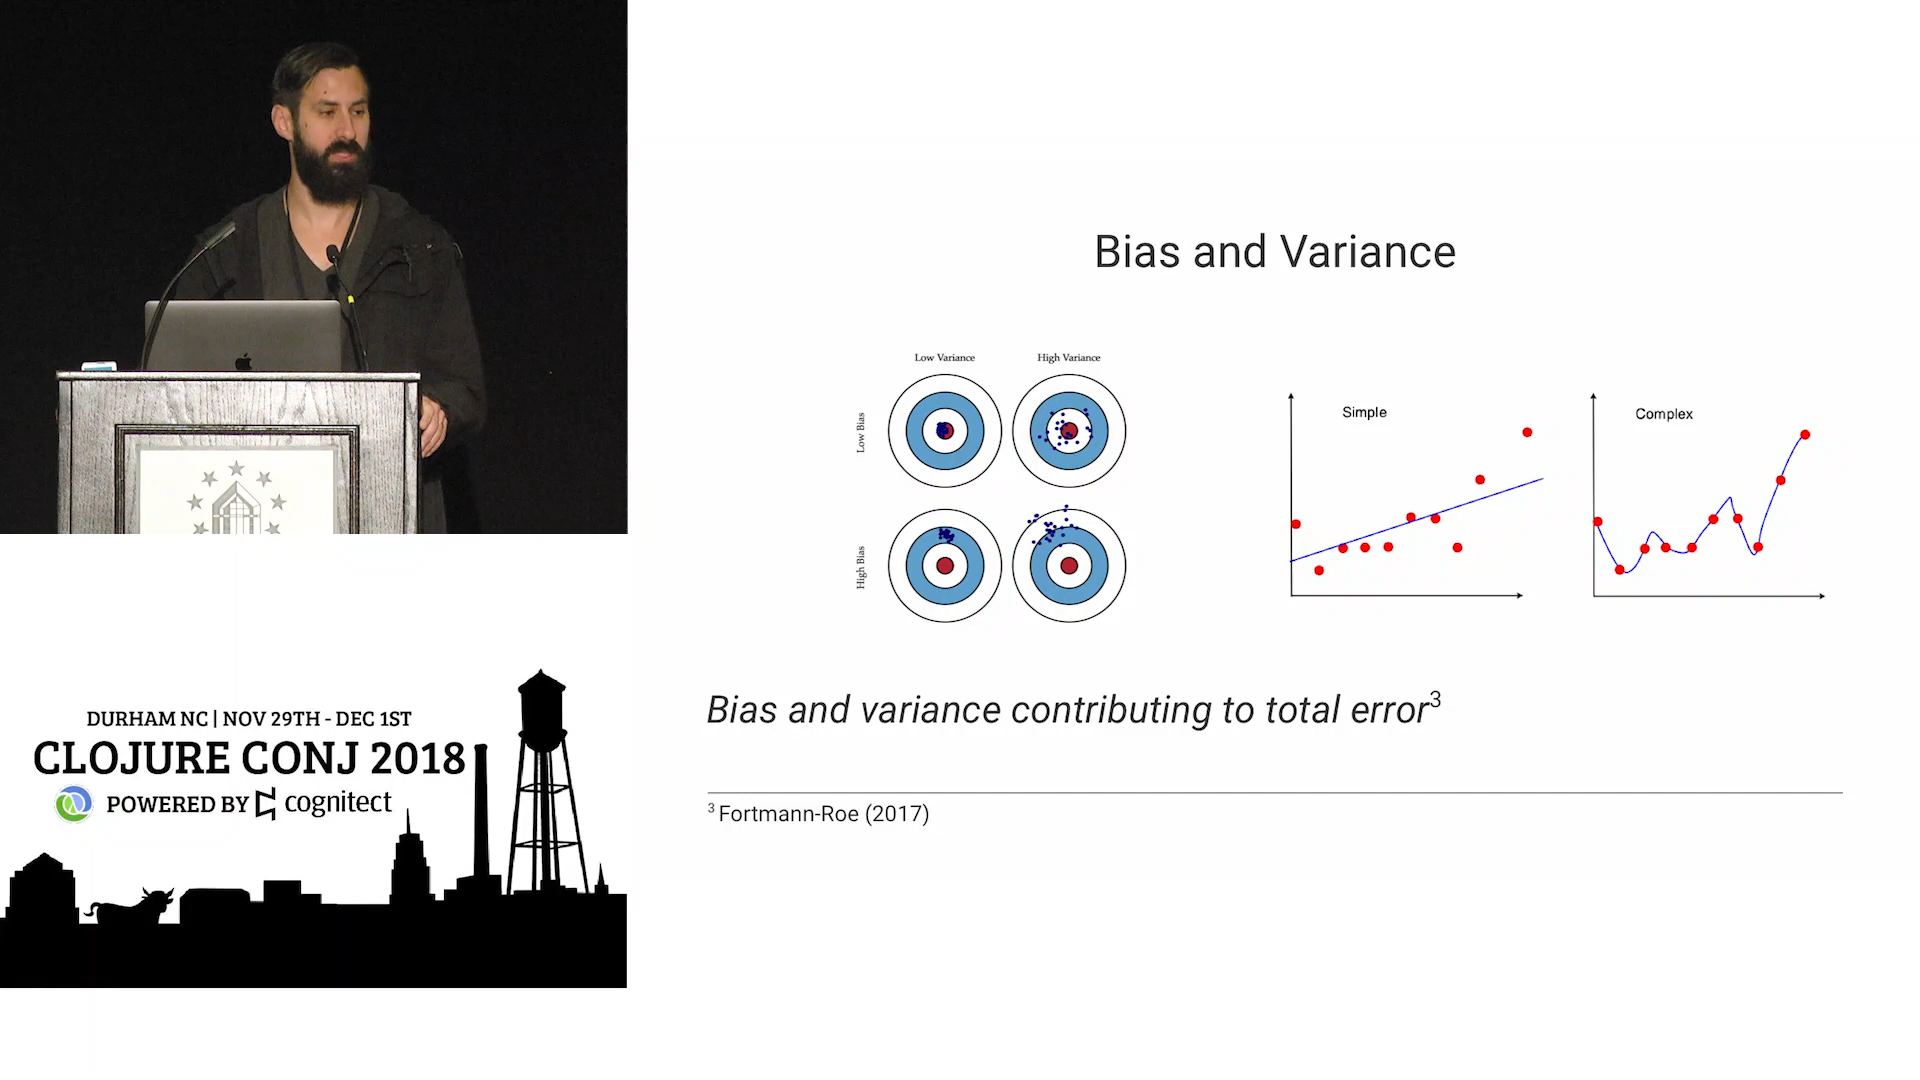 Bias and Variance
Low Variance
High Variance
Low Bias
High Bias
Simple
Complex
Bias and variance contributing to total error3
3 Fortmann-Roe (2017)
DURHAM NC | NOV 29TH - DEC 1ST
CLOJURE CONJ 2018
POWERED BY cognitect